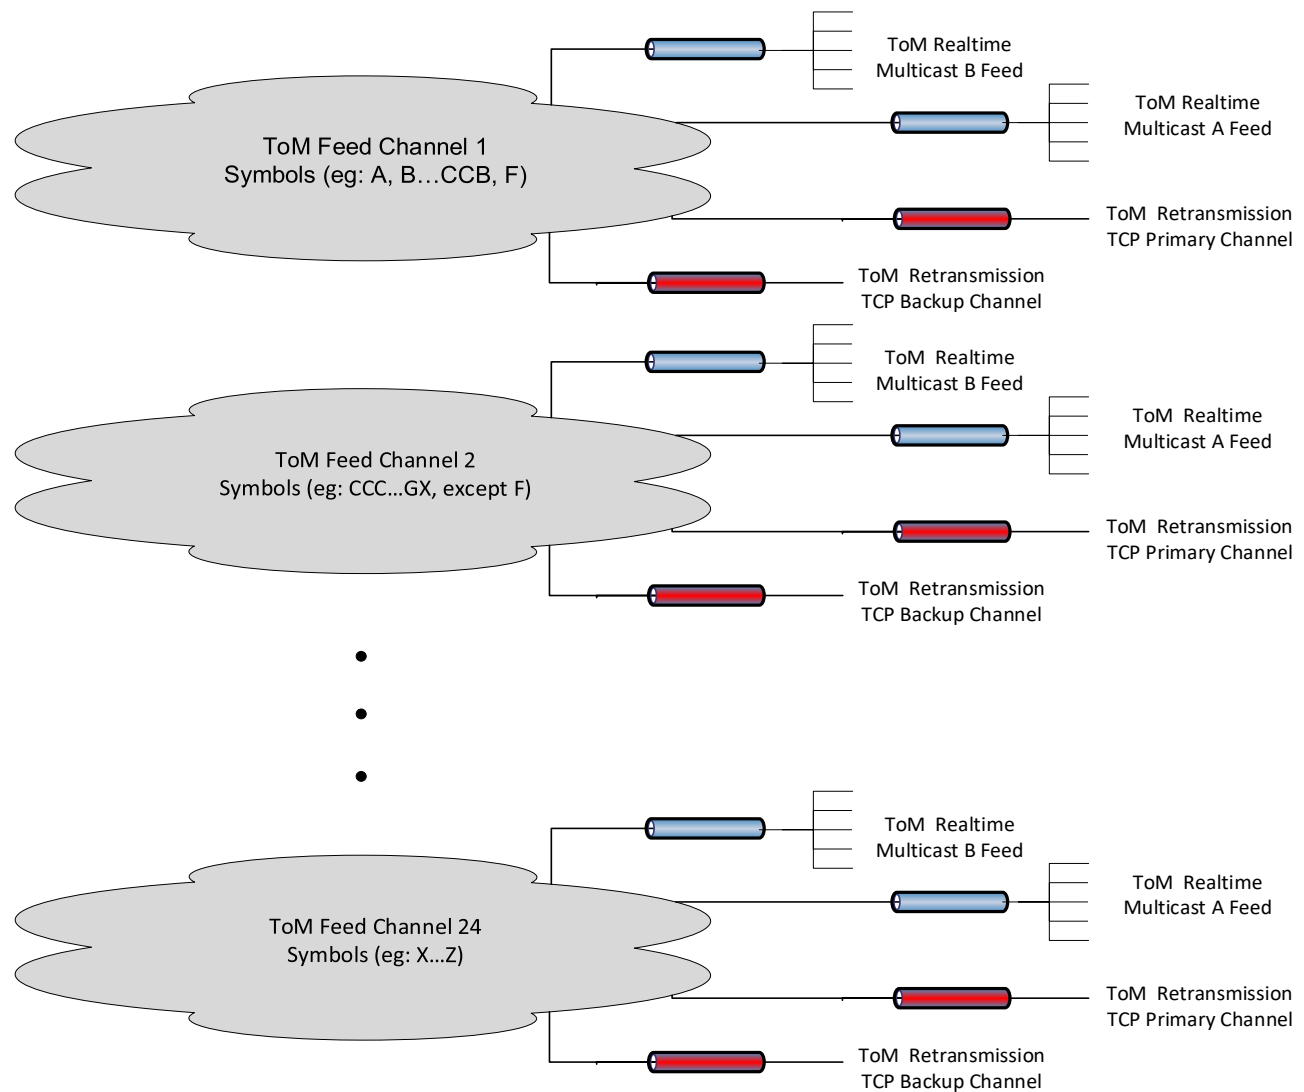 ToM Realtime
Multicast B Feed
ToM Realtime
Multicast A Feed
ToM Feed Channel 1
Symbols (eg: A, B...CCB, F)
ToM Retransmission
TCP Primary Channel
ToM Retransmission
TCP Backup Channel
ToM Realtime
Multicast B Feed
ToM Realtime
Multicast A Feed
ToM Feed Channel 2
Symbols (eg: CCC...GX, except F)
ToM Retransmission
TCP Primary Channel
ToM Retransmission
TCP Backup Channel
ToM Realtime
Multicast B Feed
ToM Realtime
Multicast A Feed
ToM Feed Channel 24
Symbols (eg: X...Z)
ToM Retransmission
TCP Primary Channel
ToM Retransmission
TCP Backup Channel